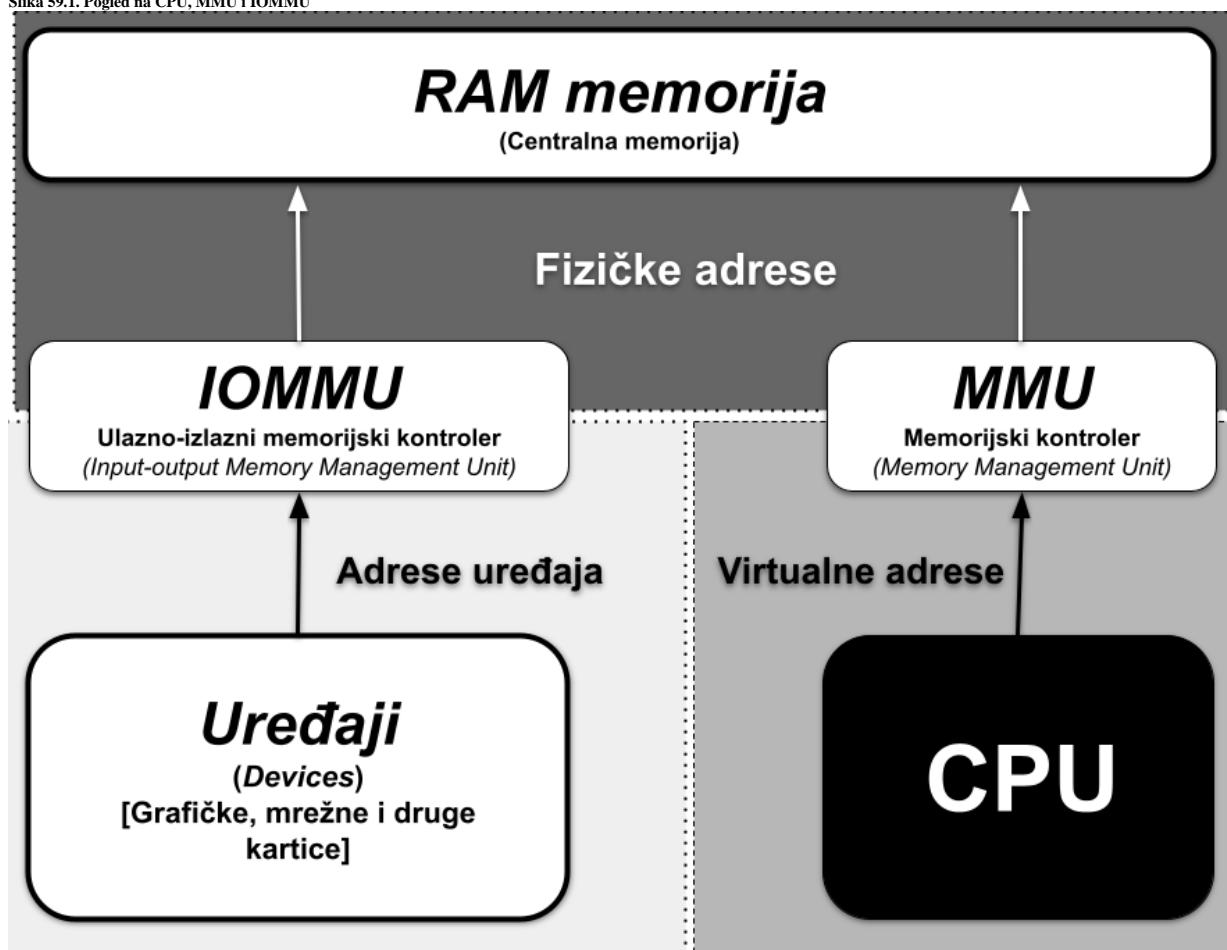 Slika 59.1. Pogled na CPU, MMU i IOMMU
RAM memorija
(Centralna memorija)
Fizičke adrese
IOMMU
Ulazno-izlazni memorijski kontroler
(Input-output Memory Management Unit)
MMU
Memorijski kontroler
(Memory Management Unit)
Adrese uređaja
Virtualne adrese
Uređaji
(Devices)
[Grafičke, mrežne i druge
kartice]
CPU